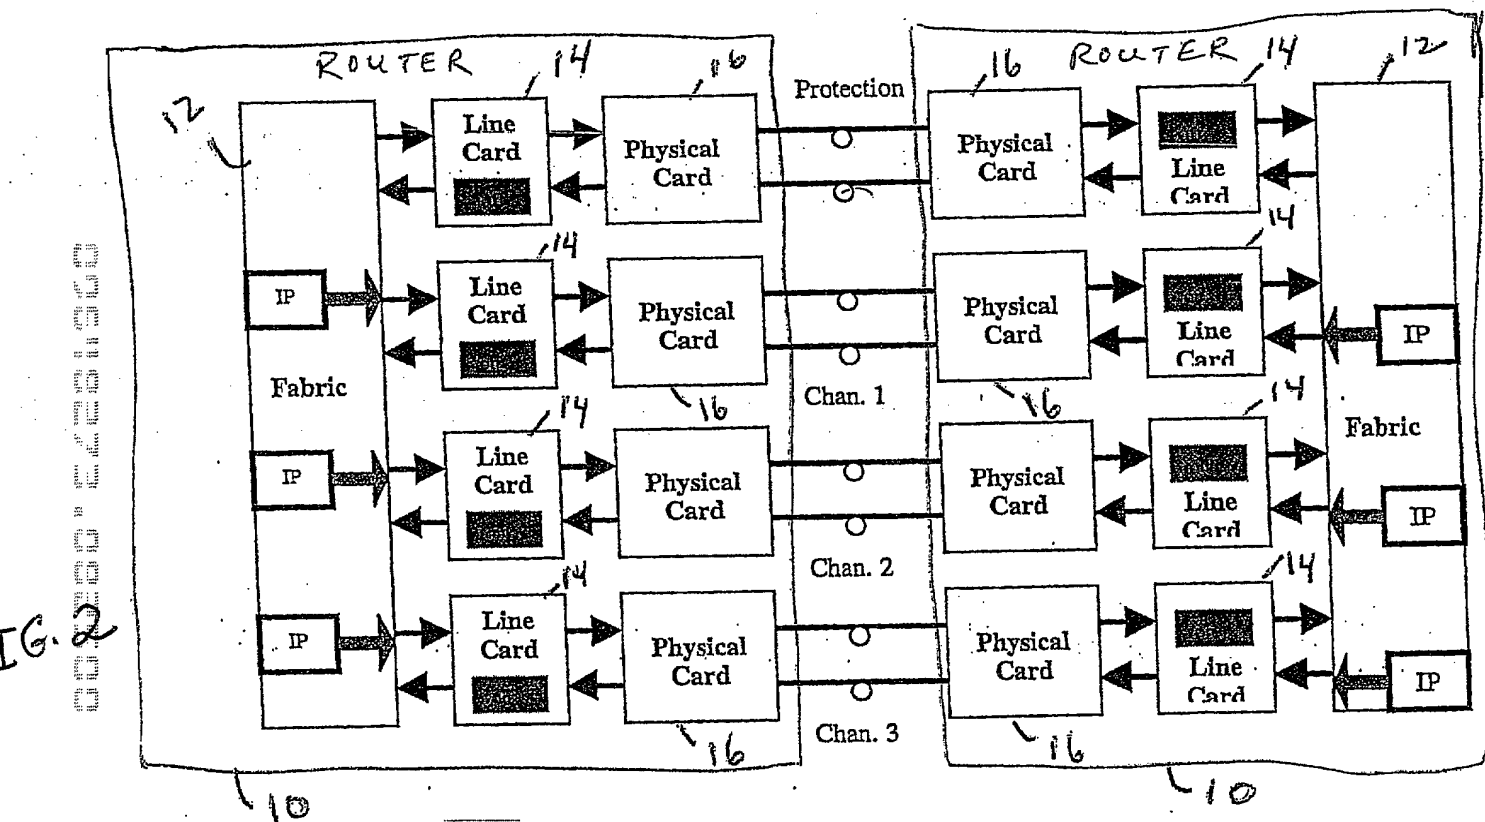 ROUTER
14
16
Protection
16
ROUTER
14
12
12
Line
Card
Physical
Card
Physical
Card
Line
Card
14
14
IP
Line
Card
Physical
Card
Physical
Card
Line
Card
IP
Fabric
16
Chan. 1
16
14
14
Fabric
IP
Line
Card
Physical
Card
Physical
Card
Line
Card
IP
Chan. 2
14
14
IP
Line
Card
Physical
Card
Physical
Card
Line
Card
IP
16
Chan. 3
16
10
10
IG. 2